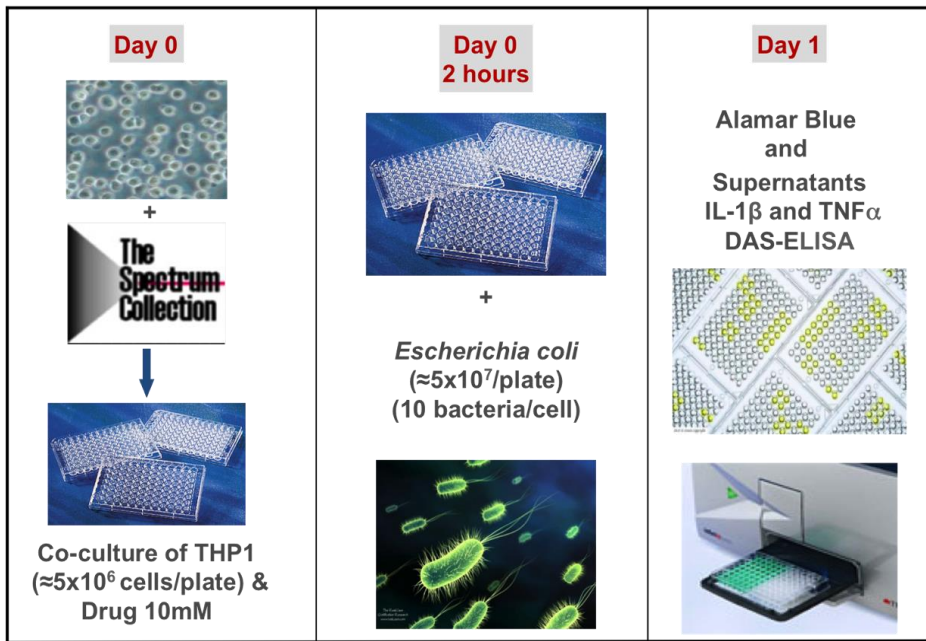 Day 0
+
The
Spectrum
Collection
Co-culture of THP1
(≈5x10⁶ cells/plate) &
Drug 10mM
Day 0
2 hours
+
Escherichia coli
(≈5x10⁷/plate)
(10 bacteria/cell)
Day 1
Alamar Blue
and
Supernatants
IL-1β and TNFα
DAS-ELISA